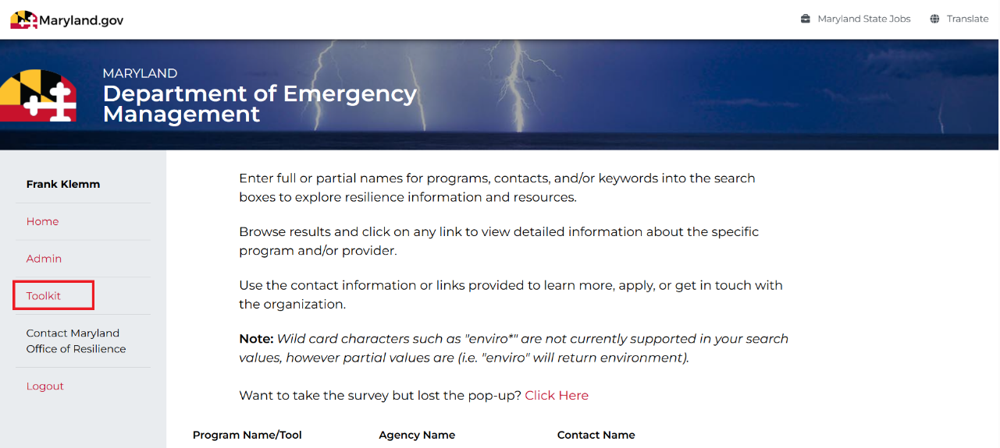 Maryland.gov
Maryland State Jobs
Translate
MARYLAND
Department of Emergency
Management
Frank Klemm
Home
Admin
Toolkit
Contact Maryland
Office of Resilience
Logout
Enter full or partial names for programs, contacts, and/or keywords into the search
boxes to explore resilience information and resources.
Browse results and click on any link to view detailed information about the specific
program and/or provider.
Use the contact information or links provided to learn more, apply, or get in touch with
the organization.
Note: Wild card characters such as "enviro*" are not currently supported in your search
values, however partial values are (i.e. "enviro" will return environment).
Want to take the survey but lost the pop-up? Click Here
Program Name/Tool
Agency Name
Contact Name